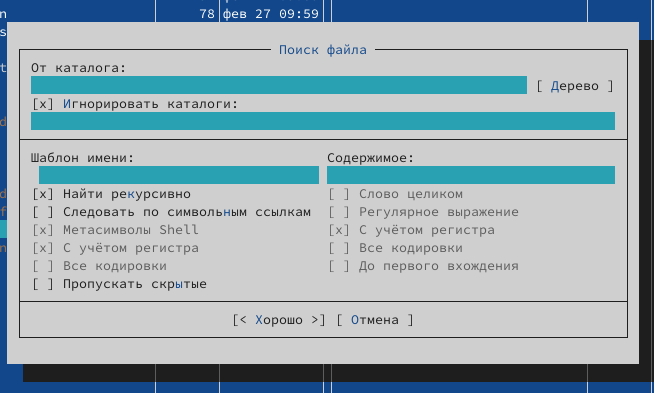 n 78 фев 27 09:59
s
Поиск файла
t От каталога:
[ Дерево ]
[x] Игнорировать каталоги:
d
Шаблон имени: Содержимое:
d [x] Найти рекурсивно [ ] Слово целиком
f [ ] Следовать по символьным ссылкам [ ] Регулярное выражение
[x] Метасимволы Shell [x] С учётом регистра
n [x] С учётом регистра [ ] Все кодировки
[ ] Все кодировки [ ] До первого вхождения
[ ] Пропускать скрытые
[< Хорошо >] [ Отмена ]